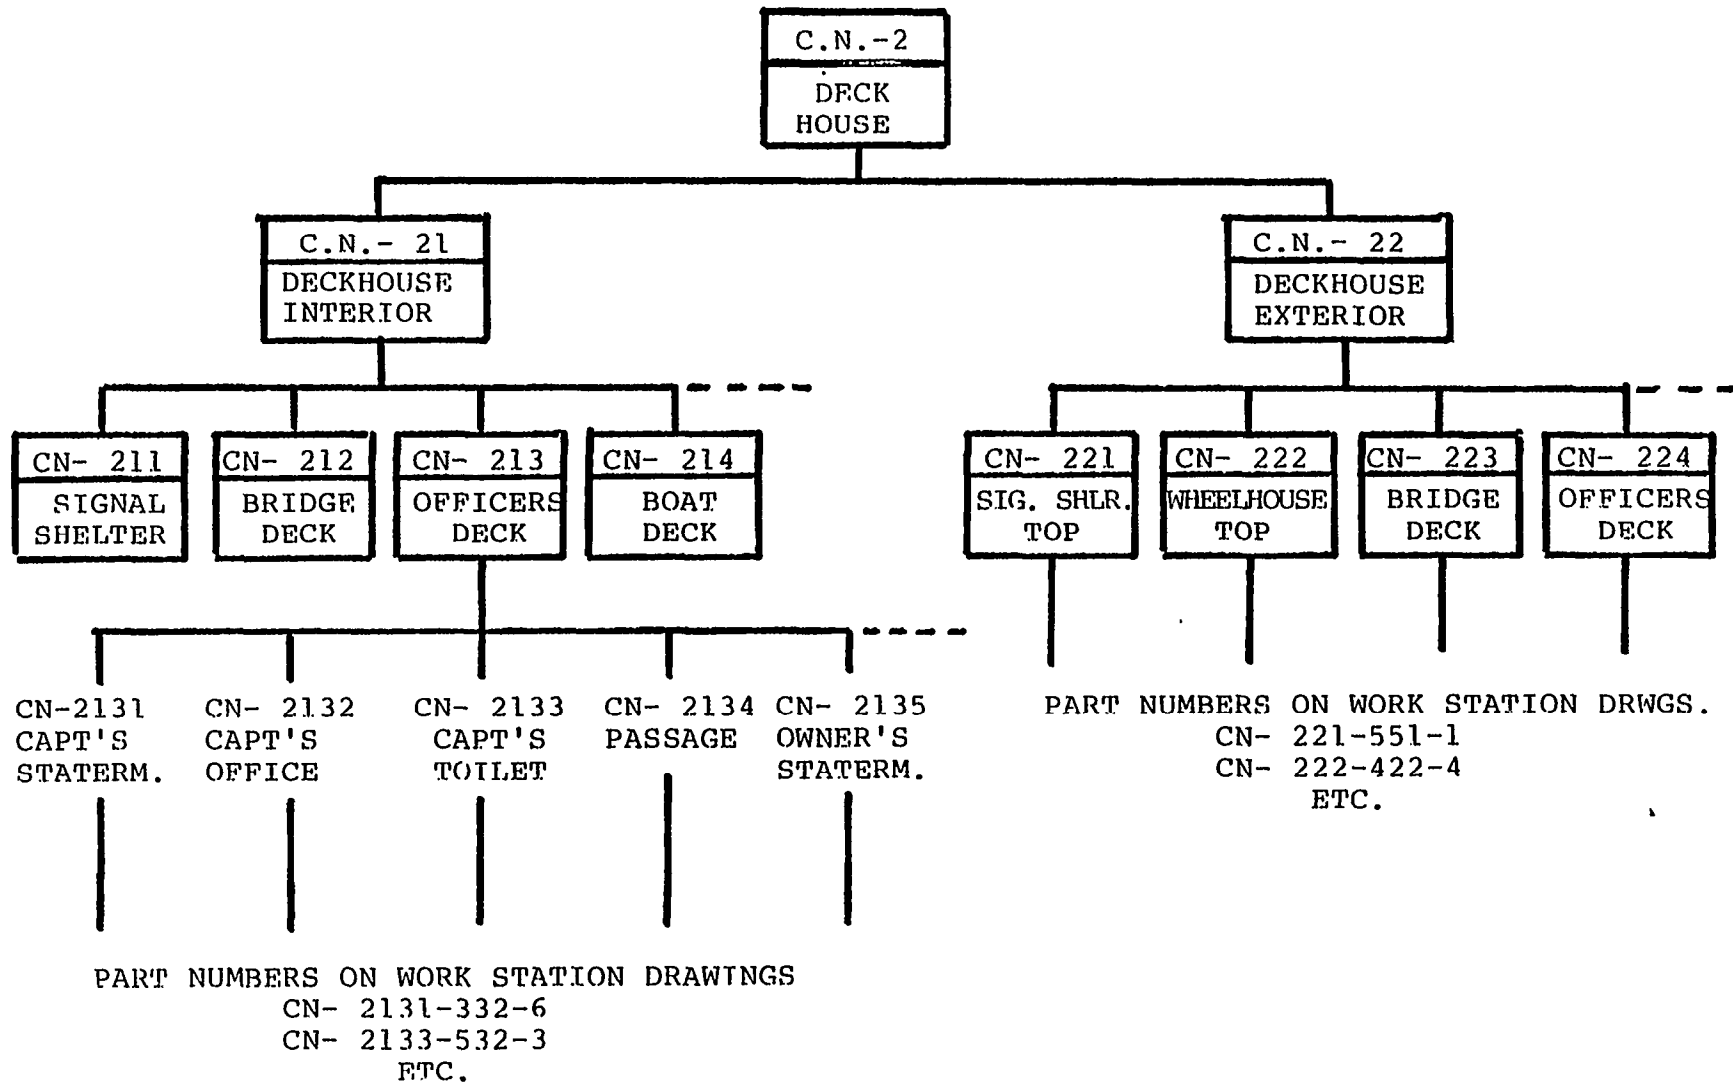 C.N.-2
DECK
HOUSE
C.N.- 21
DECKHOUSE
INTERIOR
C.N.- 22
DECKHOUSE
EXTERIOR
CN- 211
SIGNAL
SHELTER
CN- 212
BRIDGE
DECK
CN- 213
OFFICERS
DECK
CN- 214
BOAT
DECK
CN- 221
SIG. SHLR.
TOP
CN- 222
WHEELHOUSE
TOP
CN- 223
BRIDGE
DECK
CN- 224
OFFICERS
DECK
CN-2131
CAPT'S
STATERM.
CN- 2132
CAPT'S
OFFICE
CN- 2133
CAPT'S
TOILET
CN- 2134
PASSAGE
CN- 2135
OWNER'S
STATERM.
PART NUMBERS ON WORK STATION DRWGS.
CN- 221-551-1
CN- 222-422-4
ETC.
PART NUMBERS ON WORK STATION DRAWINGS
CN- 2131-332-6
CN- 2133-532-3
ETC.